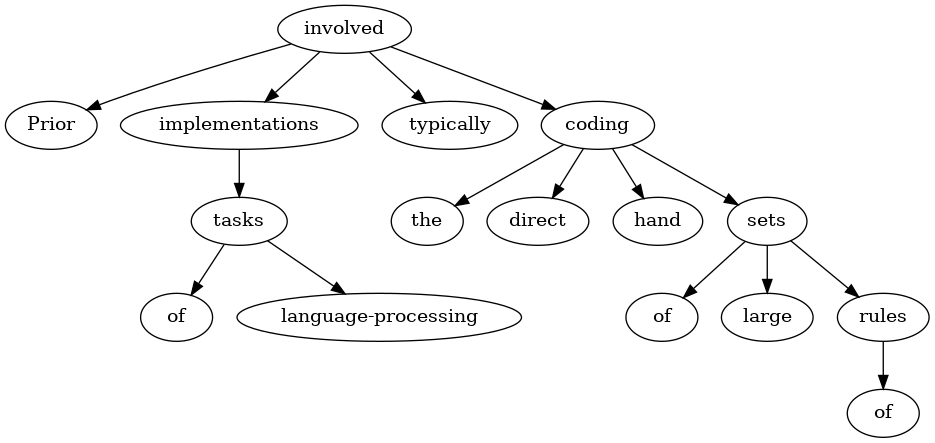 involved
Prior implementations typically coding
tasks the direct hand sets
of language-processing of large rules
of